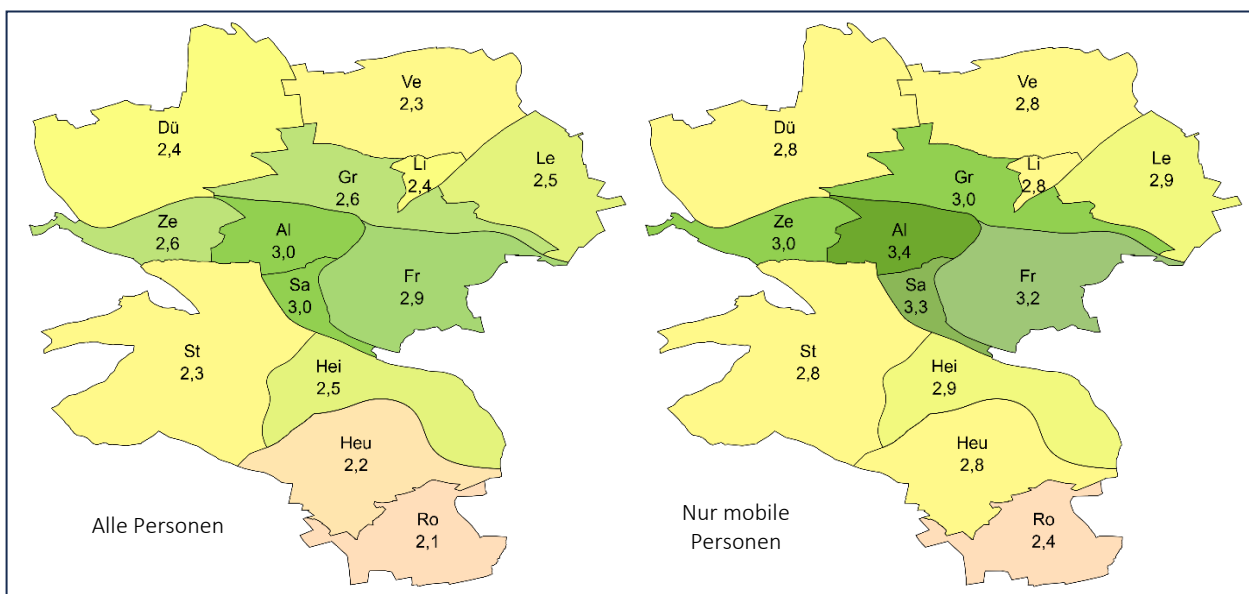 Ve
2,3
Dü
2,4
Li
2,4
Le
2,5
Gr
2,6
Ze
2,6
Al
3,0
Sa
3,0
Fr
2,9
St
2,3
Hei
2,5
Heu
2,2
Ro
2,1
Alle Personen
Ve
2,8
Dü
2,8
Li
2,8
Le
2,9
Gr
3,0
Ze
3,0
Al
3,4
Sa
3,3
Fr
3,2
St
2,8
Hei
2,9
Heu
2,8
Ro
2,4
Nur mobile
Personen